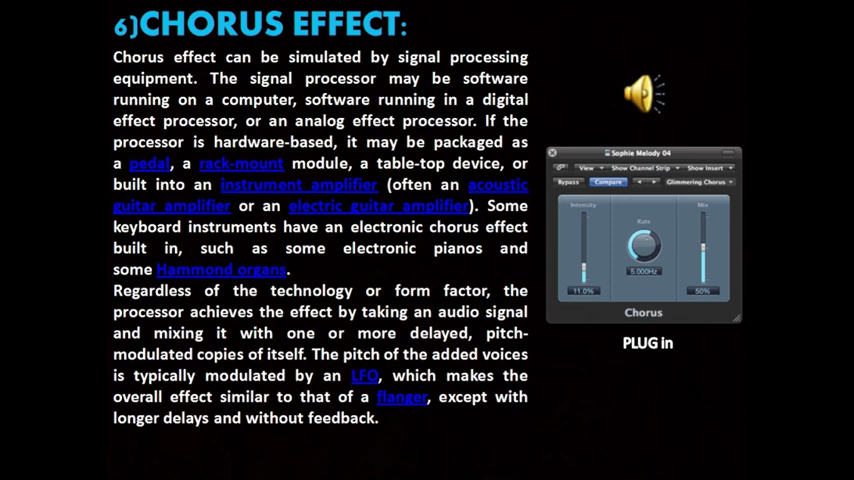 6)CHORUS EFFECT:
Chorus effect can be simulated by signal processing
equipment. The signal processor may be software
running on a computer, software running in a digital
effect processor, or an analog effect processor. If the
processor is hardware-based, it may be packaged as
a pedal, a rack-mount module, a table-top device, or
built into an instrument amplifier (often an acoustic
guitar amplifier or an electric guitar amplifier). Some
keyboard instruments have an electronic chorus effect
built in, such as some electronic pianos and
some Hammond organs.
Regardless of the technology or form factor, the
processor achieves the effect by taking an audio signal
and mixing it with one or more delayed, pitch-
modulated copies of itself. The pitch of the added voices
is typically modulated by an LFO, which makes the
overall effect similar to that of a flanger, except with
longer delays and without feedback.
Sophie Melody 04
View Show Channel Strip Show Insert
Bypass Compare Glimmering Chorus
Intensity Mix
Rate
5.000Hz
11.0% 50%
Chorus
PLUG in